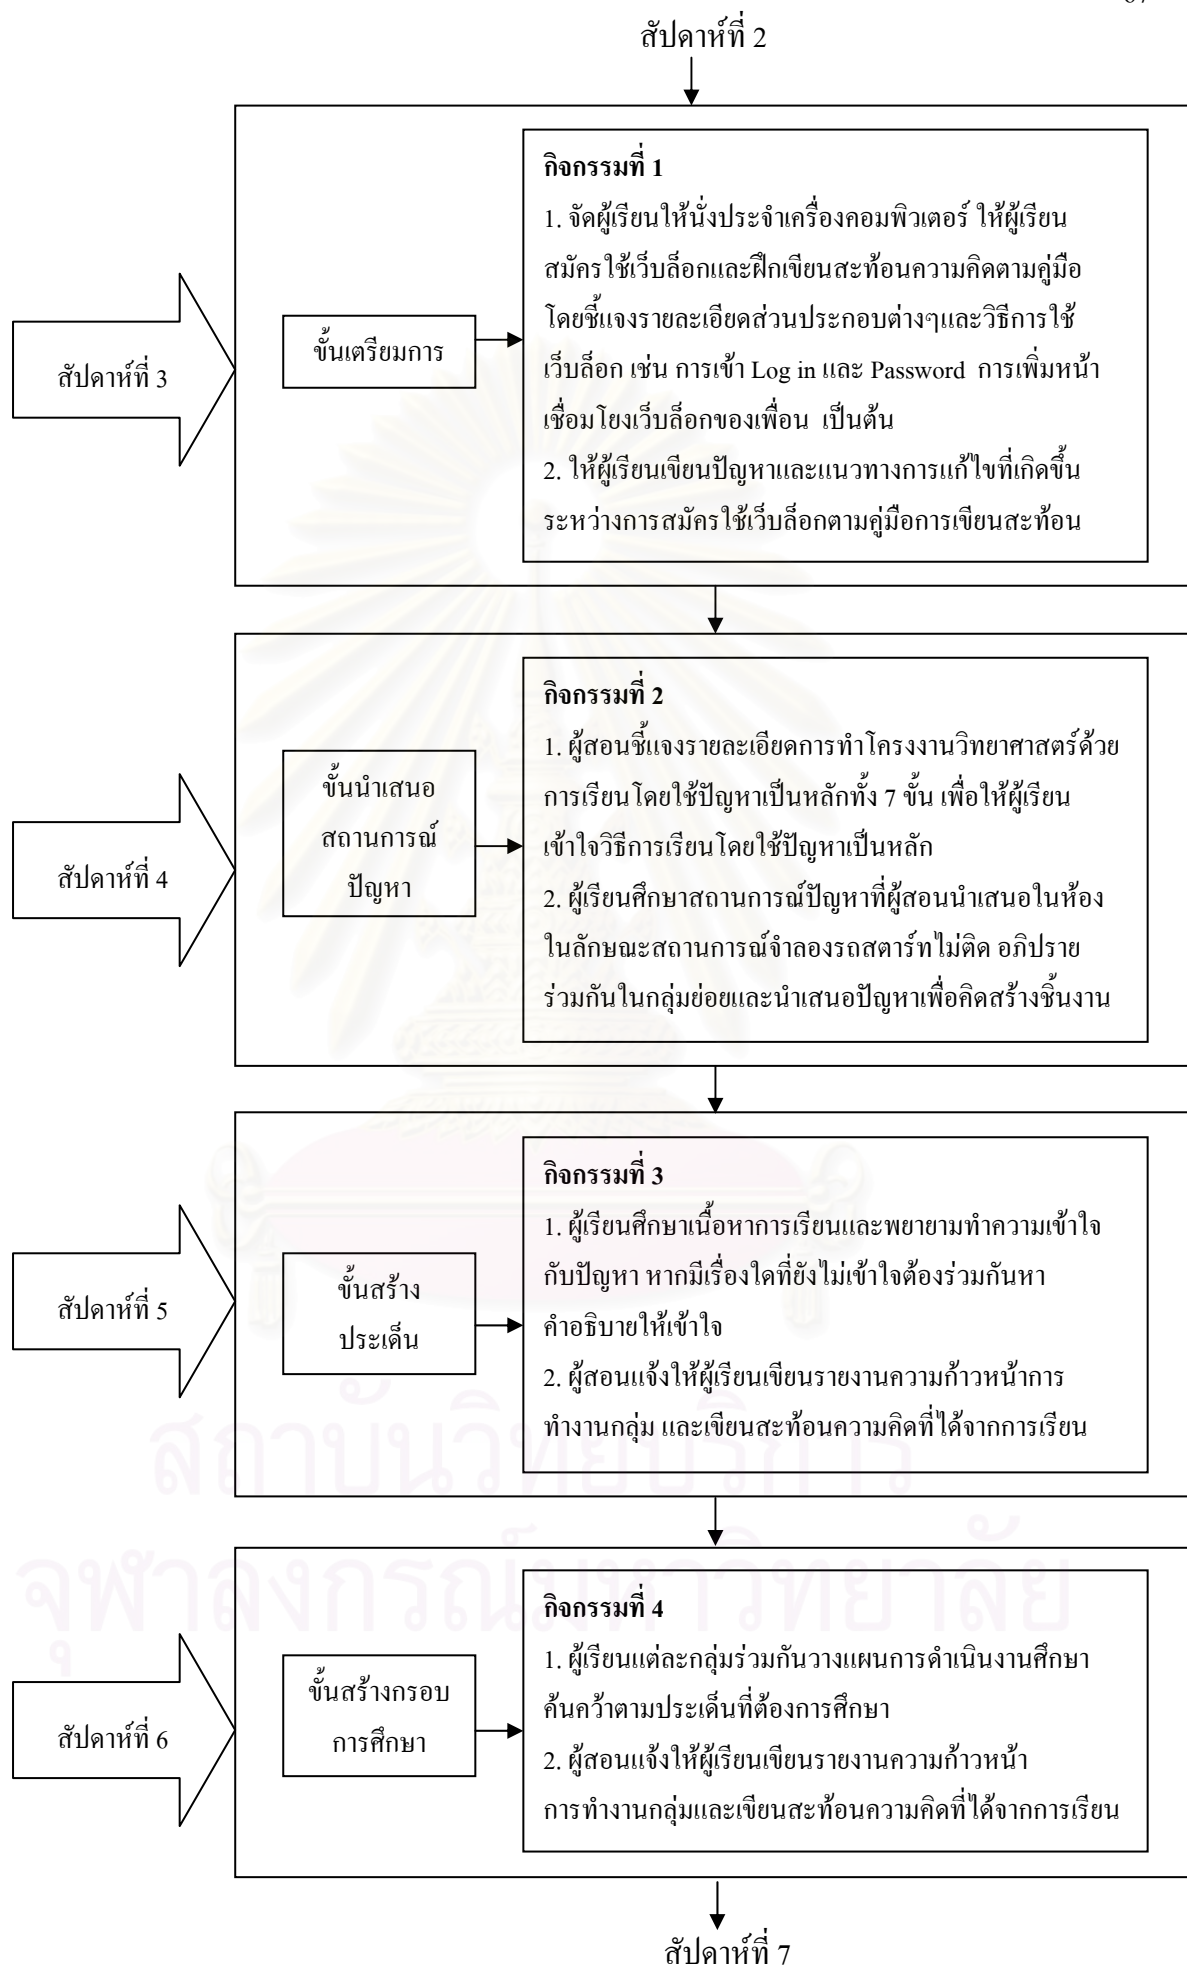 สัปดาห์ที่ 2
สัปดาห์ที่ 3
ขั้นเตรียมการ
กิจกรรมที่ 1
1. จัดผู้เรียนให้นั่งประจำเครื่องคอมพิวเตอร์ ให้ผู้เรียน
สมัครใช้เว็บล็อกและฝึกเขียนสะท้อนความคิดตามคู่มือ
โดยชี้แจงรายละเอียดส่วนประกอบต่างๆและวิธีการใช้
เว็บล็อก เช่น การเข้า Log in และ Password การเพิ่มหน้า
เชื่อมโยงเว็บล็อกของเพื่อน เป็นต้น
2. ให้ผู้เรียนเขียนปัญหาและแนวทางการแก้ไขที่เกิดขึ้น
ระหว่างการสมัครใช้เว็บล็อกตามคู่มือการเขียนสะท้อน
สัปดาห์ที่ 4
ขั้นนำเสนอ
สถานการณ์
ปัญหา
กิจกรรมที่ 2
1. ผู้สอนชี้แจงรายละเอียดการทำโครงงานวิทยาศาสตร์ด้วย
การเรียนโดยใช้ปัญหาเป็นหลักทั้ง 7 ขั้น เพื่อให้ผู้เรียน
เข้าใจวิธีการเรียนโดยใช้ปัญหาเป็นหลัก
2. ผู้เรียนศึกษาสถานการณ์ปัญหาที่ผู้สอนนำเสนอในห้อง
ในลักษณะสถานการณ์จำลองรถสตาร์ทไม่ติด อภิปราย
ร่วมกันในกลุ่มย่อยและนำเสนอปัญหาเพื่อคิดสร้างชิ้นงาน
สัปดาห์ที่ 5
ขั้นสร้าง
ประเด็น
กิจกรรมที่ 3
1. ผู้เรียนศึกษาเนื้อหาการเรียนและพยายามทำความเข้าใจ
กับปัญหา หากมีเรื่องใดที่ยังไม่เข้าใจต้องร่วมกันหา
คำอธิบายให้เข้าใจ
2. ผู้สอนแจ้งให้ผู้เรียนเขียนรายงานความก้าวหน้าการ
ทำงานกลุ่ม และเขียนสะท้อนความคิดที่ได้จากการเรียน
สถาบันวิทยบริการ
จุฬาลงกรณ์มหาวิทยาลัย
สัปดาห์ที่ 6
ขั้นสร้างกรอบ
การศึกษา
กิจกรรมที่ 4
1. ผู้เรียนแต่ละกลุ่มร่วมกันวางแผนการดำเนินงานศึกษา
ค้นคว้าตามประเด็นที่ต้องการศึกษา
2. ผู้สอนแจ้งให้ผู้เรียนเขียนรายงานความก้าวหน้า
การทำงานกลุ่มและเขียนสะท้อนความคิดที่ได้จากการเรียน
สัปดาห์ที่ 7